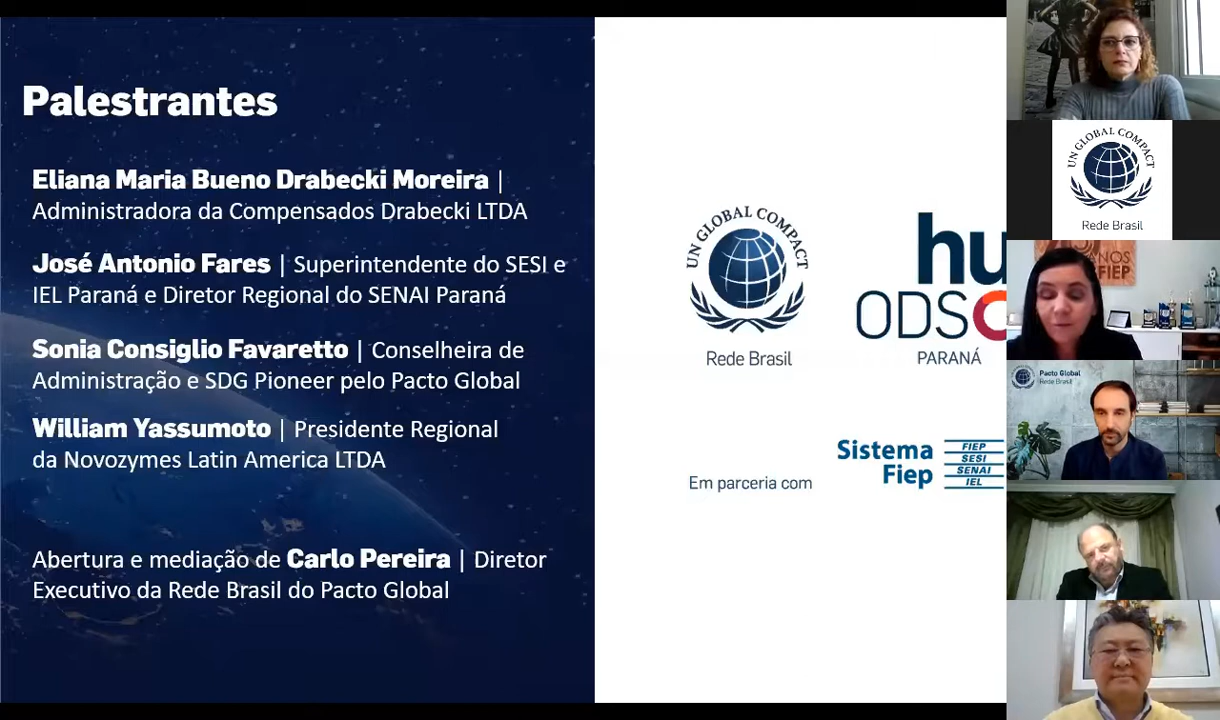 Palestrantes
Eliana Maria Bueno Drabecki Moreira |
Administradora da Compensados Drabecki LTDA
José Antonio Fares | Superintendente do SESI e
IEL Paraná e Diretor Regional do SENAI Paraná
Sonia Consiglio Favaretto | Conselheira de
Administração e SDG Pioneer pelo Pacto Global
William Yassumoto | Presidente Regional
da Novozymes Latin America LTDA
Abertura e mediação de Carlo Pereira | Diretor
Executivo da Rede Brasil do Pacto Global
UN GLOBAL COMPACT
Rede Brasil
hu
ODS
PARANÁ
Em parceria com
Sistema
Fiep
FIEP
SESI
SENAI
IEL
UN GLOBAL COMPACT
Rede Brasil
ANOS
FIEP
Pacto Global
Rede Brasil